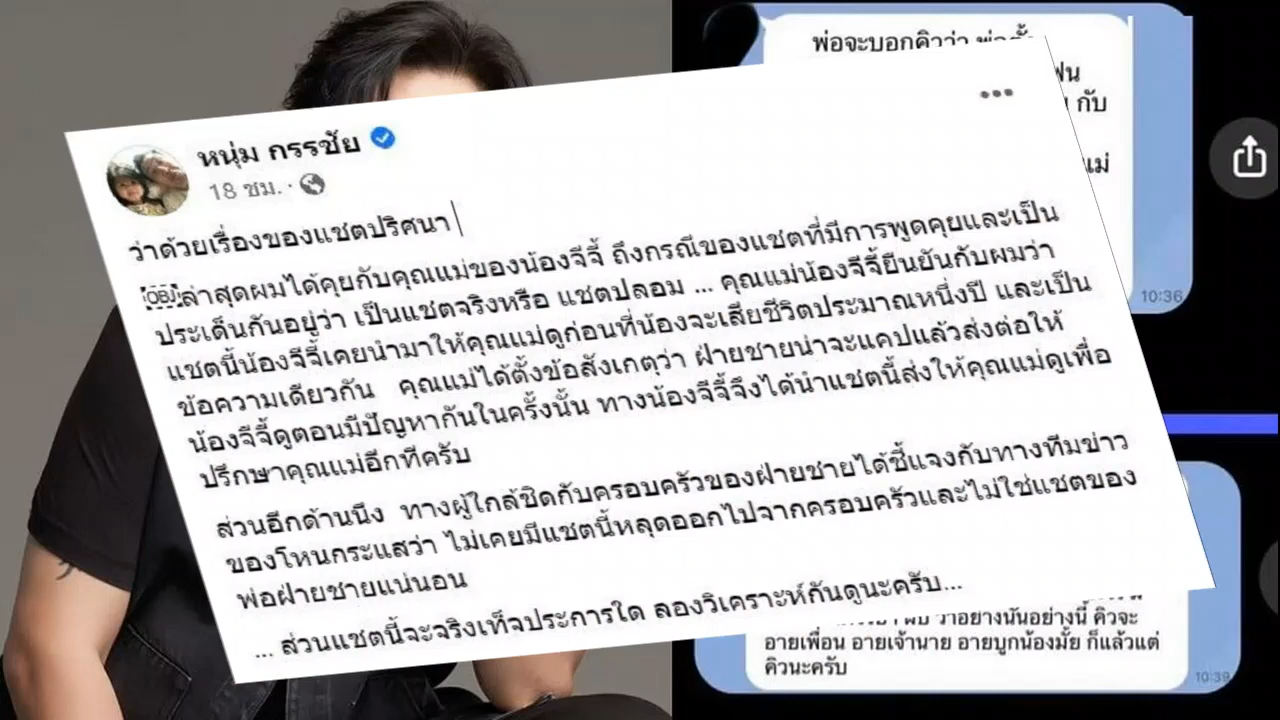 พ่อจะบอกคิวว่า
กับ
หนุ่ม กรรชัย
18 ชม.
ว่าด้วยเรื่องของแชตปริศนา
OBJ ล่าสุดผมได้คุยกับคุณแม่ของน้องจีจี้ ถึงกรณีของแชตที่มีการพูดคุยและเป็น
ประเด็นกันอยู่ว่า เป็นแชตจริงหรือ แชตปลอม ... คุณแม่น้องจีจี้ยืนยันกับผมว่า
แชตนี้น้องจีจี้เคยนำมาให้คุณแม่ดูก่อนที่น้องจะเสียชีวิตประมาณหนึ่งปี และเป็น
ข้อความเดียวกัน คุณแม่ได้ตั้งข้อสังเกตุว่า ฝ่ายชายน่าจะแคปแล้วส่งต่อให้
น้องจีจี้ดูตอนมีปัญหากันในครั้งนั้น ทางน้องจีจี้จึงได้นำแชตนี้ส่งให้คุณแม่ดูเพื่อ
ปรึกษาคุณแม่อีกทีครับ
ส่วนอีกด้านนึง ทางผู้ใกล้ชิดกับครอบครัวของฝ่ายชายได้ชี้แจงกับทางทีมข่าว
ของโหนกระแสว่า ไม่เคยมีแชตนี้หลุดออกไปจากครอบครัวและไม่ใช่แชตของ
พ่อฝ่ายชายแน่นอน
... ส่วนแชตนี้จะจริงเท็จประการใด ลองวิเคราะห์กันดูนะครับ...
10:36
ว่าอย่างนั้นอย่างนี้ คิวจะ
อายเพื่อน อายเจ้านาย อายบูกน้องมั้ย ก็แล้วแต่
คิวนะครับ
10:39